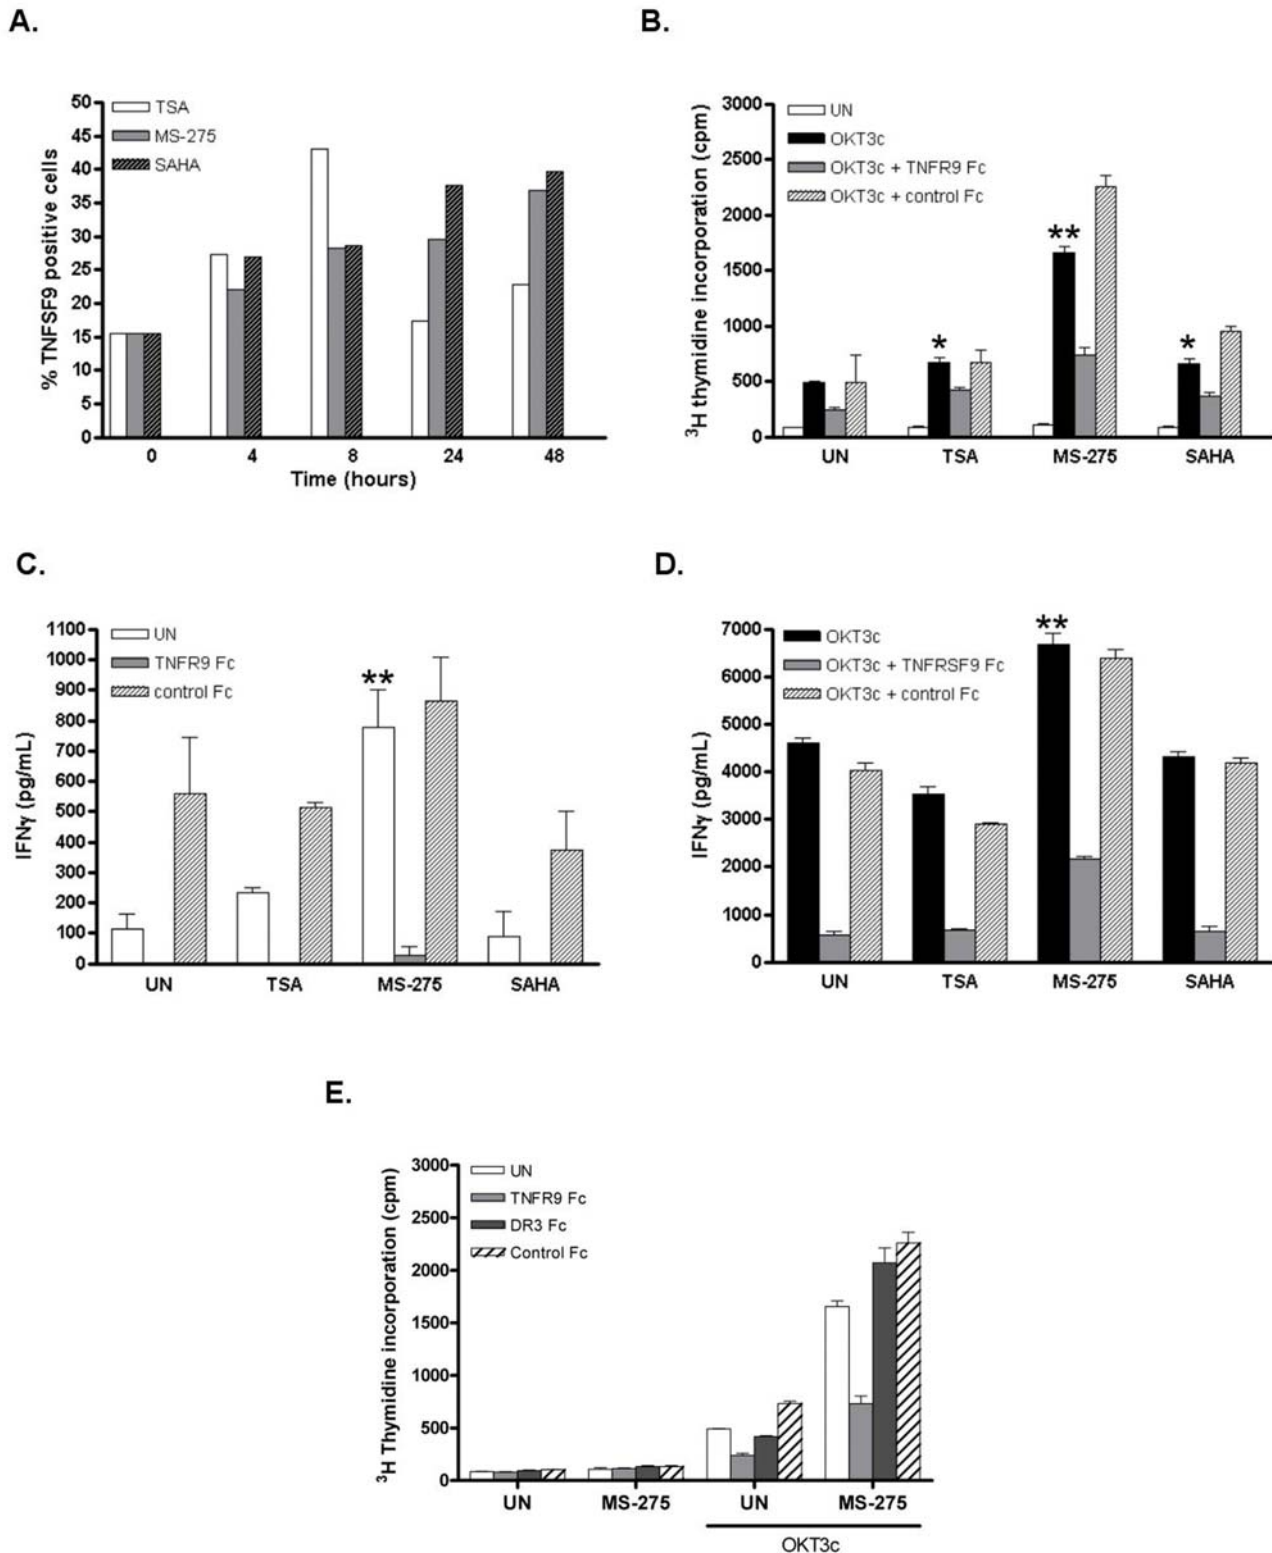 A.
50
45
40
35
30
25
20
15
10
5
0
% TNFSF9 positive cells
TSA
MS-275
SAHA
0 4 8 24 48
Time (hours)
B.
3000
2500
2000
1500
1000
500
0
³H thymidine incorporation (cpm)
UN
OKT3c
OKT3c + TNFR9 Fc
OKT3c + control Fc
* ** *
UN TSA MS-275 SAHA
C.
1100
1000
900
800
700
600
500
400
300
200
100
0
IFNγ (pg/mL)
UN
TNFR9 Fc
control Fc
**
UN TSA MS-275 SAHA
D.
7000
6000
5000
4000
3000
2000
1000
0
IFNγ (pg/mL)
OKT3c
OKT3c + TNFRSF9 Fc
OKT3c + control Fc
**
UN TSA MS-275 SAHA
E.
3000
2500
2000
1500
1000
500
0
³H Thymidine incorporation (cpm)
UN
TNFR9 Fc
DR3 Fc
Control Fc
UN MS-275 UN MS-275
OKT3c